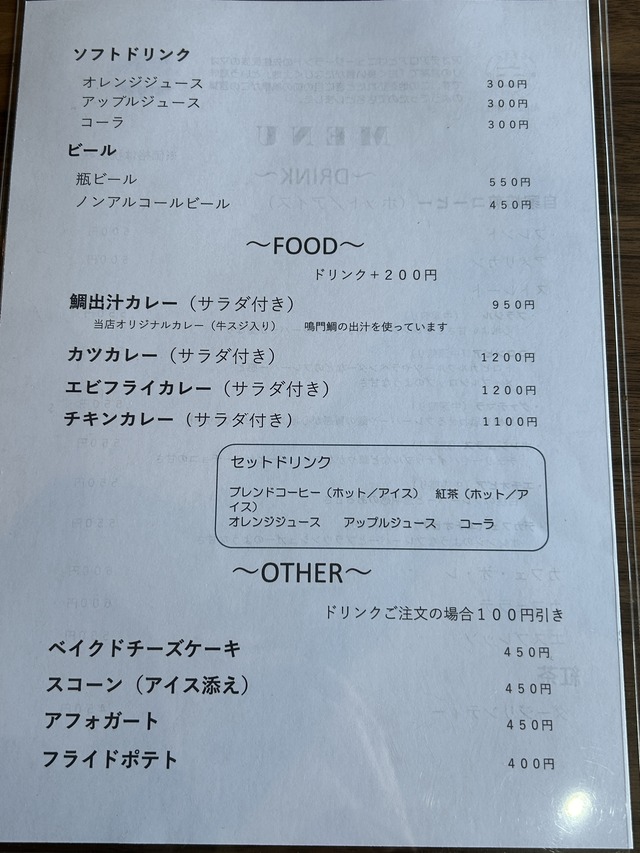 ソフトドリンク
オレンジジュース ３００円
アップルジュース ３００円
コーラ ３００円
ビール
瓶ビール ５５０円
ノンアルコールビール ４５０円
～FOOD～
ドリンク＋２００円
鯛出汁カレー（サラダ付き） ９５０円
当店オリジナルカレー（牛スジ入り） 鳴門鯛の出汁を使っています
カツカレー（サラダ付き） １２００円
エビフライカレー（サラダ付き） １２００円
チキンカレー（サラダ付き） １１００円
セットドリンク
ブレンドコーヒー（ホット／アイス） 紅茶（ホット／ア
イス）
オレンジジュース アップルジュース コーラ
～OTHER～
ドリンクご注文の場合１００円引き
ベイクドチーズケーキ ４５０円
スコーン（アイス添え） ４５０円
アフォガート ４５０円
フライドポテト ４００円